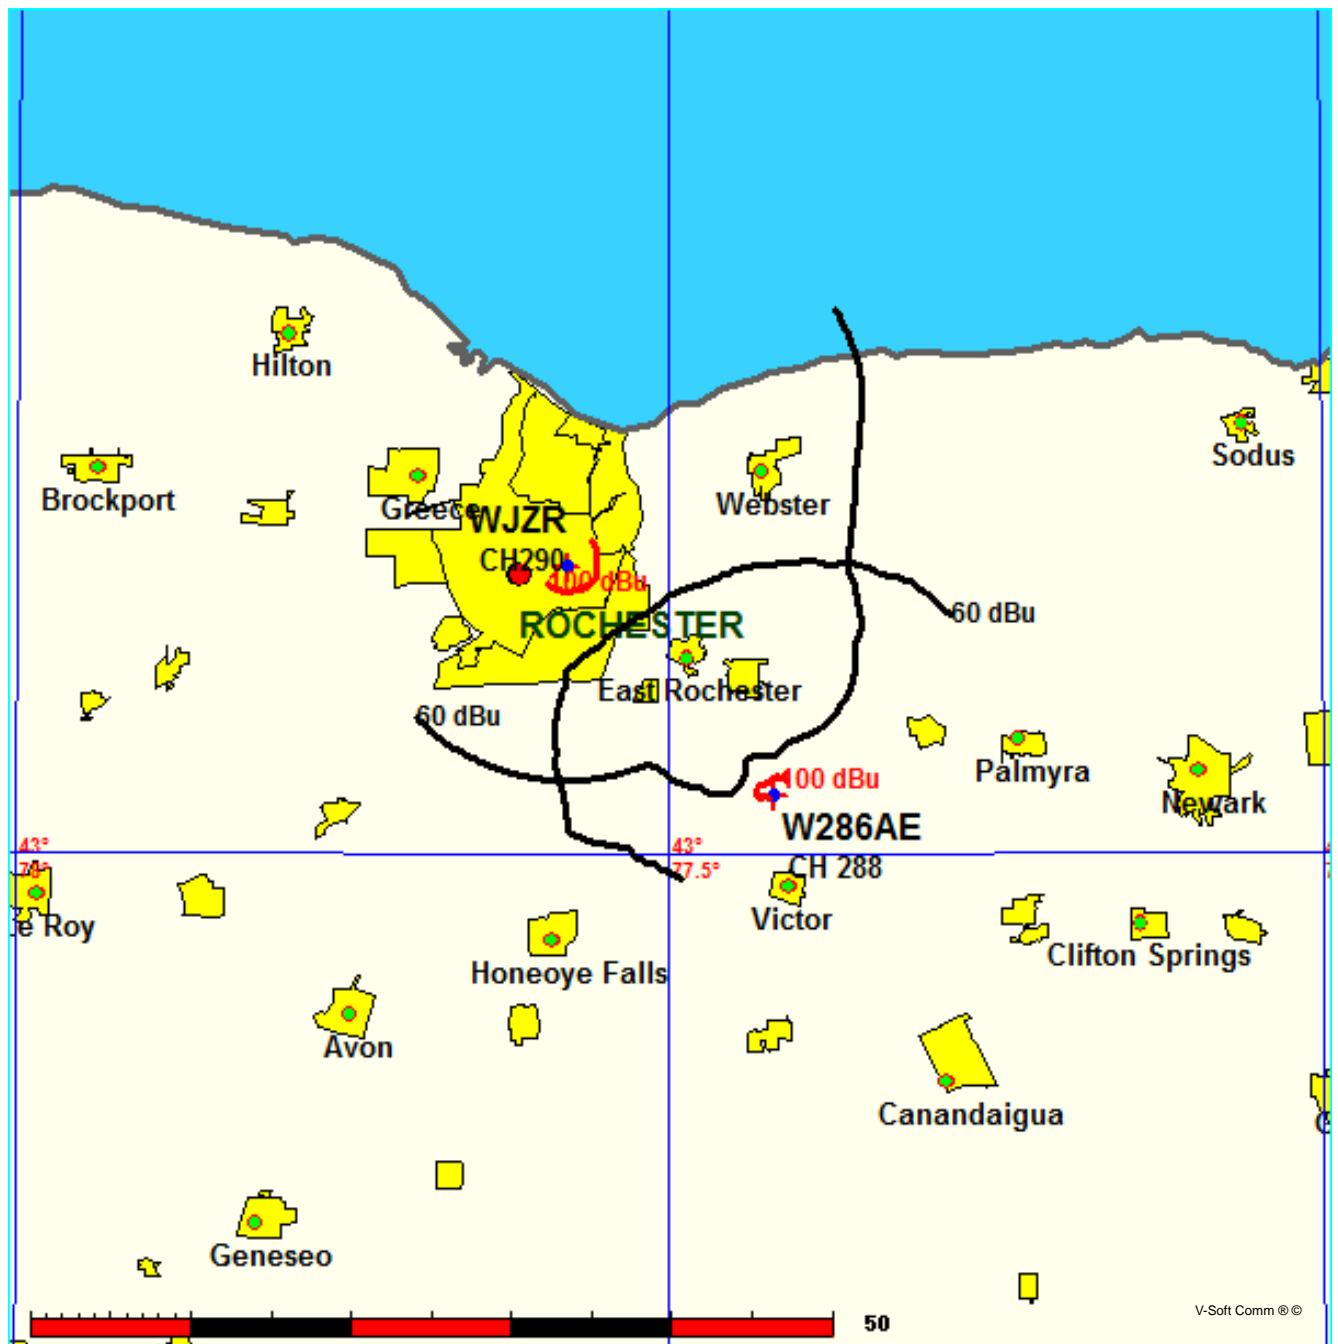 Hilton
Sodus
Brockport
Greece
Webster
WJZR
CH290
100 dBu
60 dBu
ROCHESTER
East Rochester
60 dBu
Palmyra
100 dBu
Newark
W286AE
43°
78°
43°
77.5°
CH 288
Victor
e Roy
Clifton Springs
Honeoye Falls
Avon
Canandaigua
Geneseo
V-Soft Comm ® ©
50